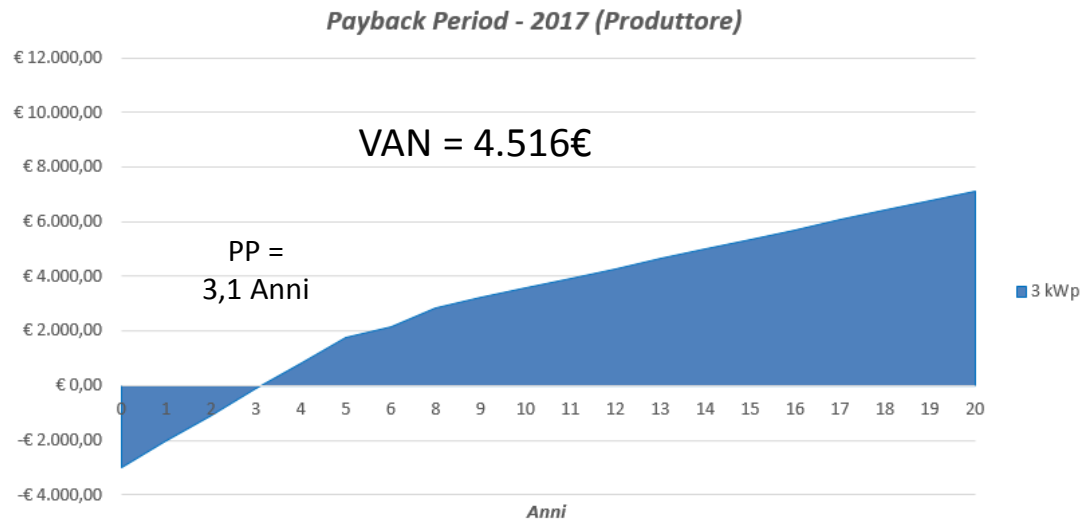 Payback Period - 2017 (Produttore)
€ 12.000,00
€ 10.000,00
€ 8.000,00
€ 6.000,00
€ 4.000,00
€ 2.000,00
€ 0,00
-€ 2.000,00
-€ 4.000,00
VAN = 4.516€
PP =
3,1 Anni
3 kWp
0 1 2 3 4 5 6 8 9 10 11 12 13 14 15 16 17 18 19 20
Anni